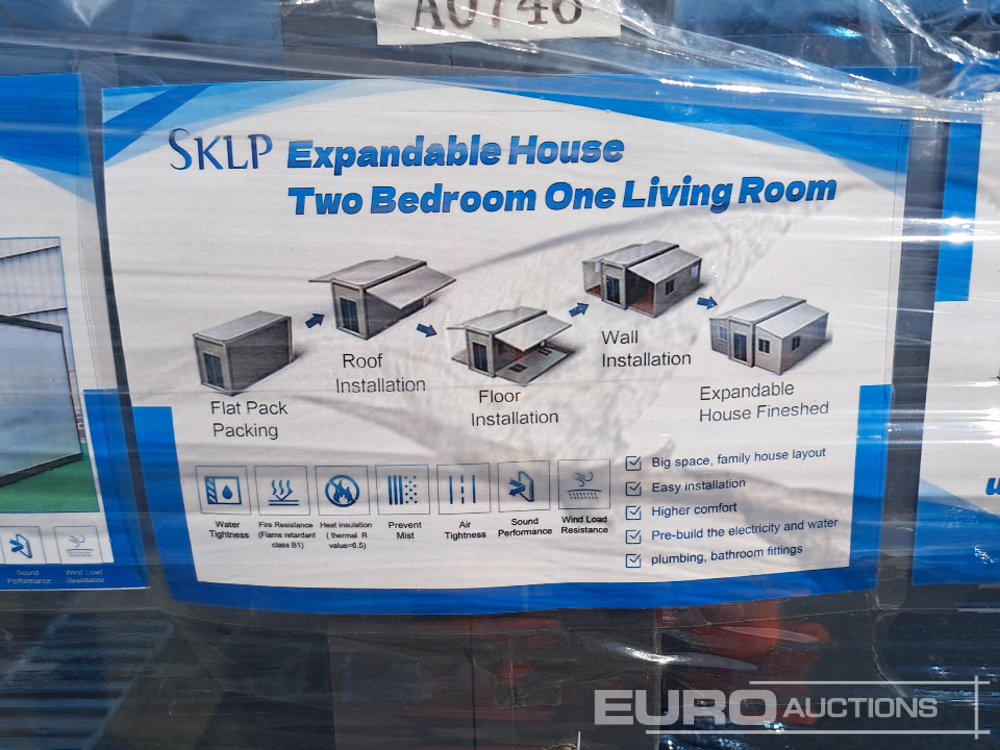 A0746
SKLP Expandable House
Two Bedroom One Living Room
Flat Pack
Packing
Roof
Installation
Floor
Installation
Wall
Installation
Expandable
House Fineshed
Water
Tightness
Fire Resistance
(Flame retardant
class B1)
Heat insulation
( thermal R
value=6.5)
Prevent
Mist
Air
Tightness
Sound
Performance
Wind Load
Resistance
Big space, family house layout
Easy installation
Higher comfort
Pre-build the electricity and water
plumbing, bathroom fittings
Sound
Performance
Wind Load
Resistance
EURO AUCTIONS